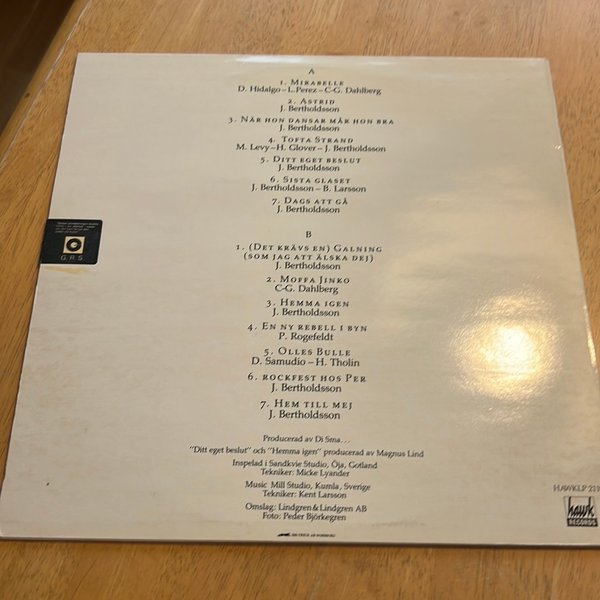 A
1. MIRABELLE
D. Hidalgo – L. Perez – C-G. Dahlberg
2. ASTRID
J. Bertholdsson
3. NÄR HON DANSAR MÅR HON BRA
J. Bertholdsson
4. TOFTA STRAND
M. Levy – H. Glover – J. Bertholdsson
5. DITT EGET BESLUT
J. Bertholdsson
6. SISTA GLASET
J. Bertholdsson – B. Larsson
7. DAGS ATT GÅ
J. Bertholdsson
B
1. (DET KRÄVS EN) GALNING
(SOM JAG ATT ÄLSKA DEJ)
J. Bertholdsson
2. MOFFA JINKO
C-G. Dahlberg
3. HEMMA IGEN
J. Bertholdsson
4. EN NY REBELL I BYN
P. Rogefeldt
5. OLLES BULLE
D. Samudio – H. Tholin
6. ROCKFEST HOS PER
J. Bertholdsson
7. HEM TILL MEJ
J. Bertholdsson
Producerad av Di Sma...
"Ditt eget beslut" och "Hemma igen" producerad av Magnus Lind
Inspelad i Sandkvie Studio, Öja, Gotland
Tekniker: Micke Lyander
Music Mill Studio, Kumla, Sverige
Tekniker: Kent Larsson
Omslag: Lindgren & Lindgren AB
Foto: Peder Björkegren
G.R.S
HAWKLP 231
hawk
RECORDS